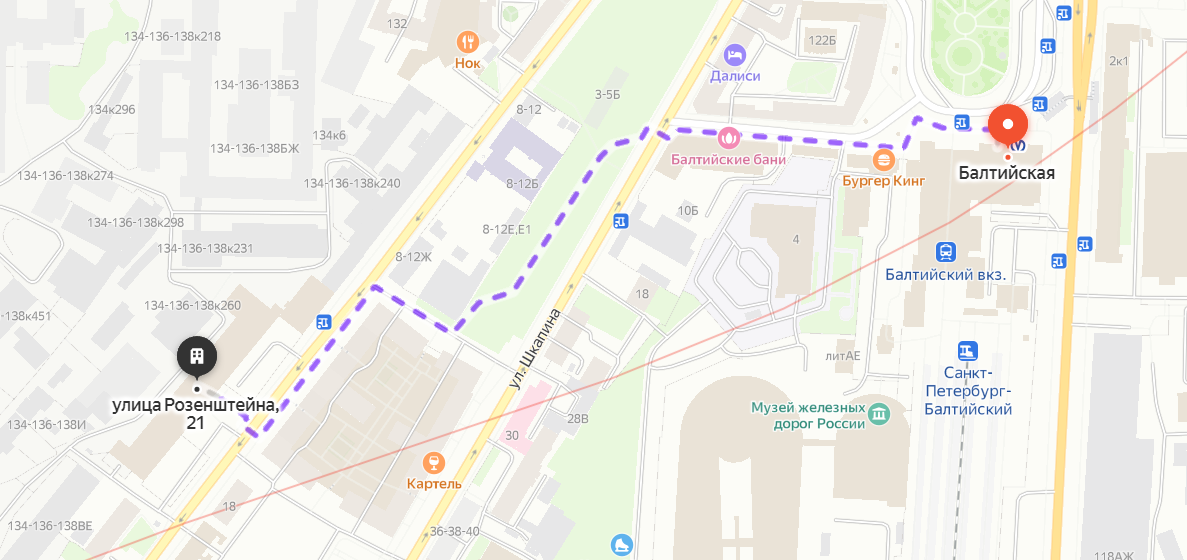 132
134-136-138к218
Нок
122Б
2к1
Далиси
134-136-138БЗ
134к296
8-12
3-5Б
134к6
134-136-138БЖ
Балтийские бани
Бургер Кинг
Балтийская
134-136-138к274
134-136-138к240
8-12Б
10Б
134-136-138к298
134-136-138к231
8-12Е,Е1
4
8-12Ж
Балтийский вкз.
134-136-138к260
18
-138к451
ул. Шкапина
литАЕ
Санкт-
Петербург-
Балтийский
улица Розенштейна,
21
134-136-138И
28В
Музей железных
дорог России
30
Картель
18
134-136-138ВЕ
36-38-40
118АЖ